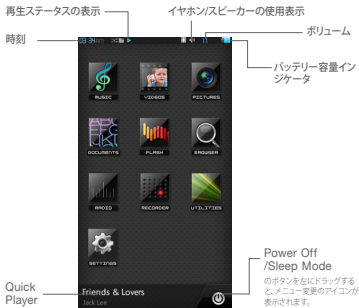 再生ステータスの表示
イヤホン/スピーカーの使用表示
時刻
ボリューム
バッテリー容量イン
ジケータ
MUSIC
VIDEOS
PICTURES
DOCUMENTS
FLASH
BROWSER
RADIO
RECORDER
UTILITIES
SETTINGS
Quick
Player
Friends & Lovers
Jack Lee
Power Off
/Sleep Mode
のボタンを左にドラッグする
と、メニュー変更のアイコンが
表示されます。